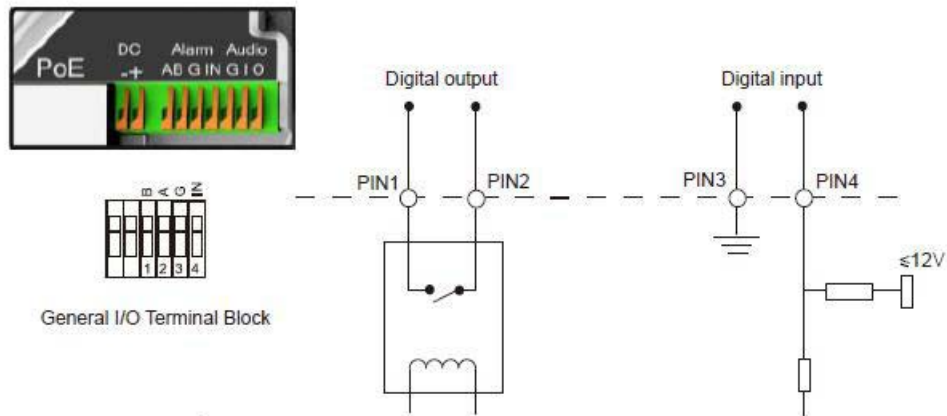 DC Alarm Audio
PoE -+ AB G IN G I O
Digital output
Digital input
PIN1
PIN2
PIN3
PIN4
B A G IN
1 2 3 4
≤12V
General I/O Terminal Block